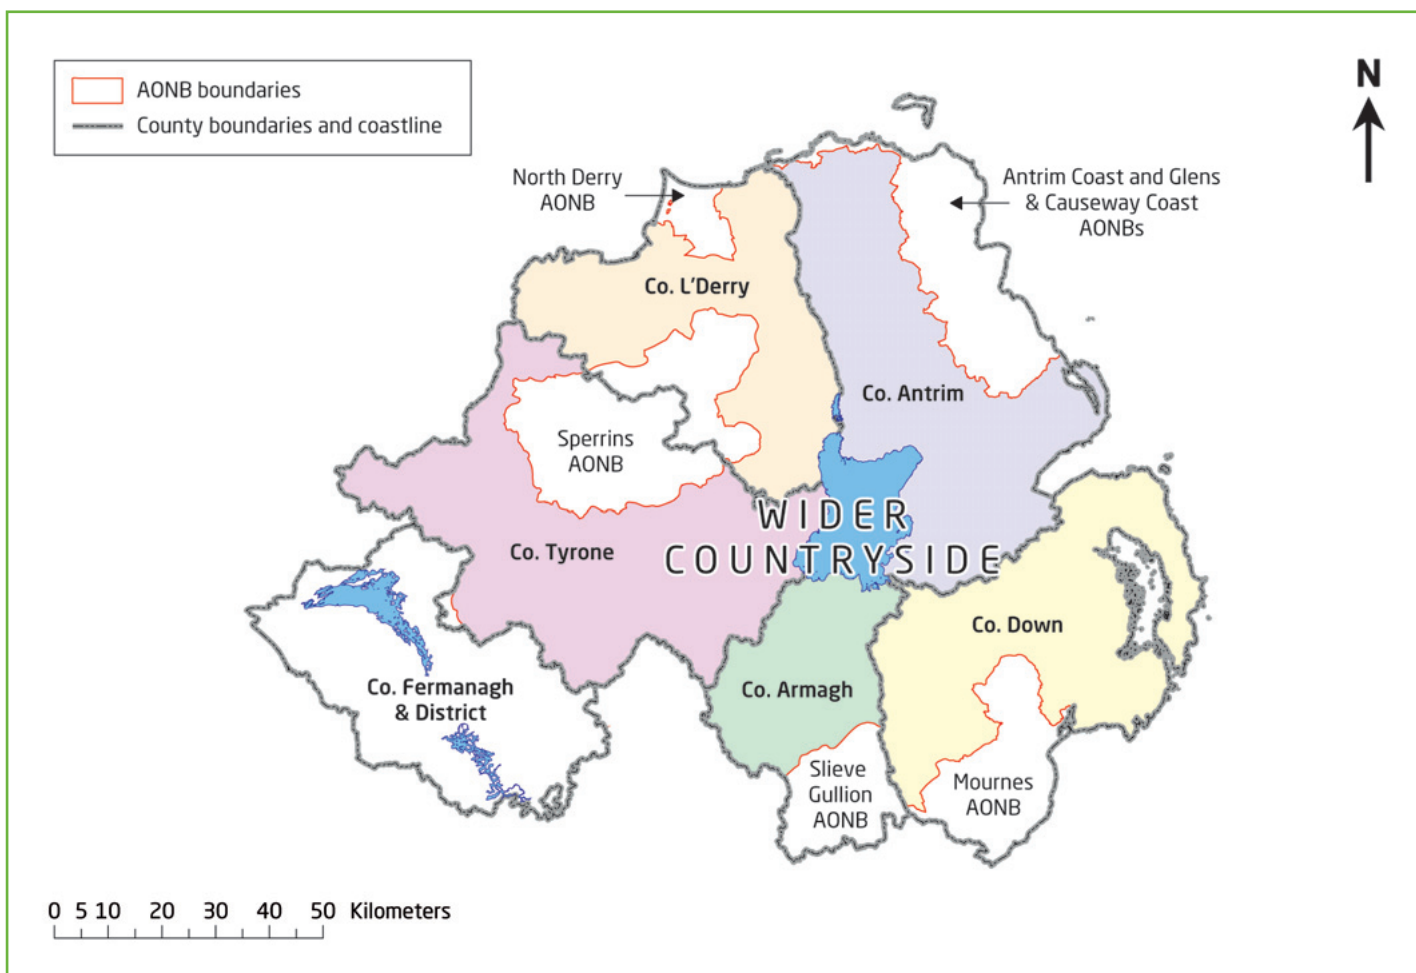 AONB boundaries
County boundaries and coastline
N
North Derry
AONB
Antrim Coast and Glens
& Causeway Coast
AONBs
Co. L'Derry
Co. Antrim
Sperrins
AONB
WIDER
COUNTRYSIDE
Co. Tyrone
Co. Down
Co. Armagh
Co. Fermanagh
& District
Slieve
Gullion
AONB
Mournes
AONB
0 5 10 20 30 40 50 Kilometers